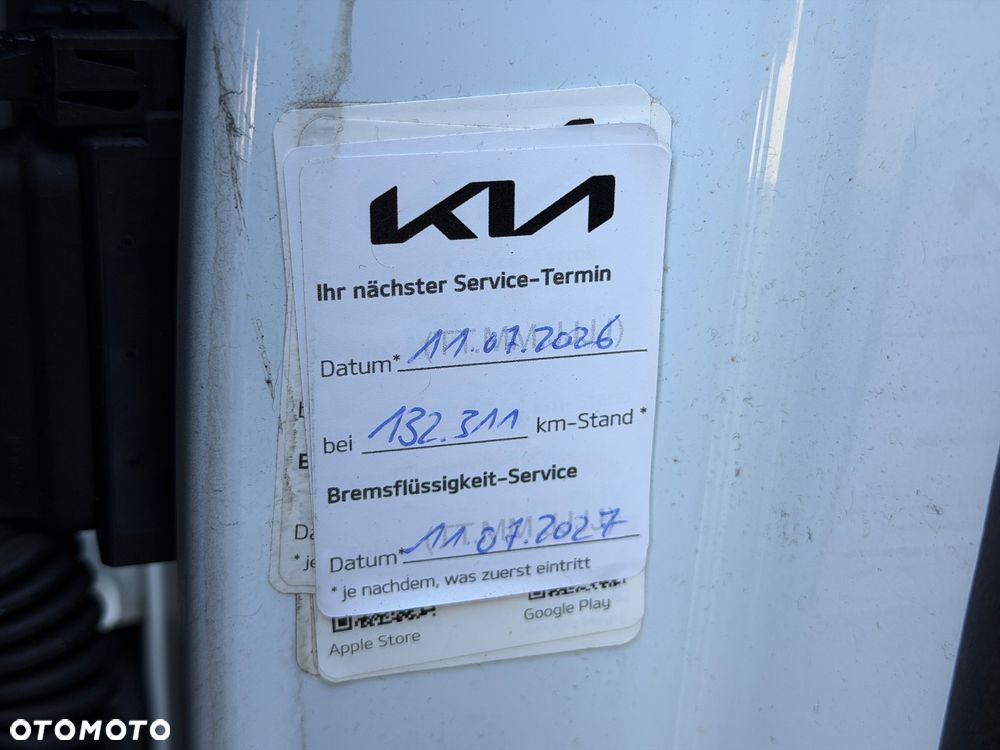 KIA
Ihr nächster Service-Termin
Datum* 11.07.2026
bei 132.311 km-Stand *
Bremsflüssigkeit-Service
Datum* 11.07.2027
* je nachdem, was zuerst eintritt
Apple Store
Google Play
OTOMOTO